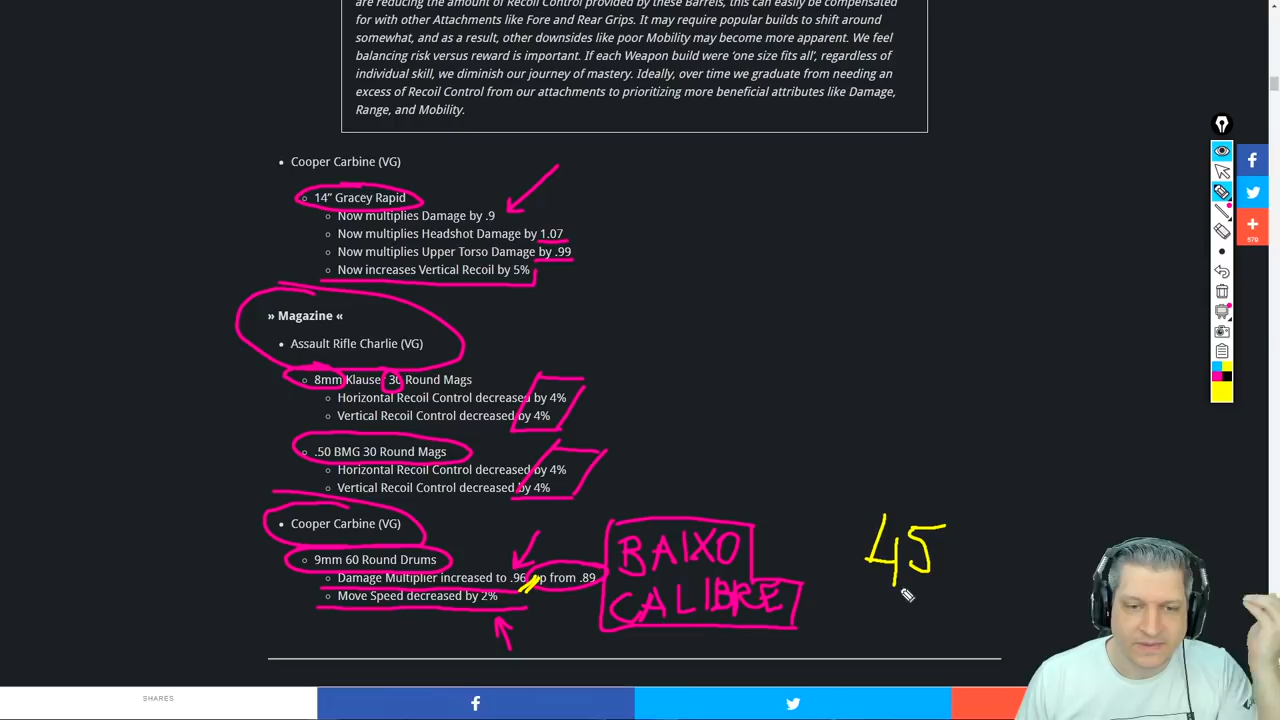 are reducing the amount of Recoil Control provided by these Barrels, this can easily be compensated
for with other Attachments like Fore and Rear Grips. It may require popular builds to shift around
somewhat, and as a result, other downsides like poor Mobility may become more apparent. We feel
balancing risk versus reward is important. If each Weapon build were 'one size fits all', regardless of
individual skill, we diminish our journey of mastery. Ideally, over time we graduate from needing an
excess of Recoil Control from our attachments to prioritizing more beneficial attributes like Damage,
Range, and Mobility.
Cooper Carbine (VG)
14” Gracey Rapid
Now multiplies Damage by .9
Now multiplies Headshot Damage by 1.07
Now multiplies Upper Torso Damage by .99
Now increases Vertical Recoil by 5%
» Magazine «
Assault Rifle Charlie (VG)
8mm Klauser 30 Round Mags
Horizontal Recoil Control decreased by 4%
Vertical Recoil Control decreased by 4%
.50 BMG 30 Round Mags
Horizontal Recoil Control decreased by 4%
Vertical Recoil Control decreased by 4%
Cooper Carbine (VG)
9mm 60 Round Drums
Damage Multiplier increased to .96, up from .89
Move Speed decreased by 2%
BAIXO
CALIBRE
45
SHARES
570